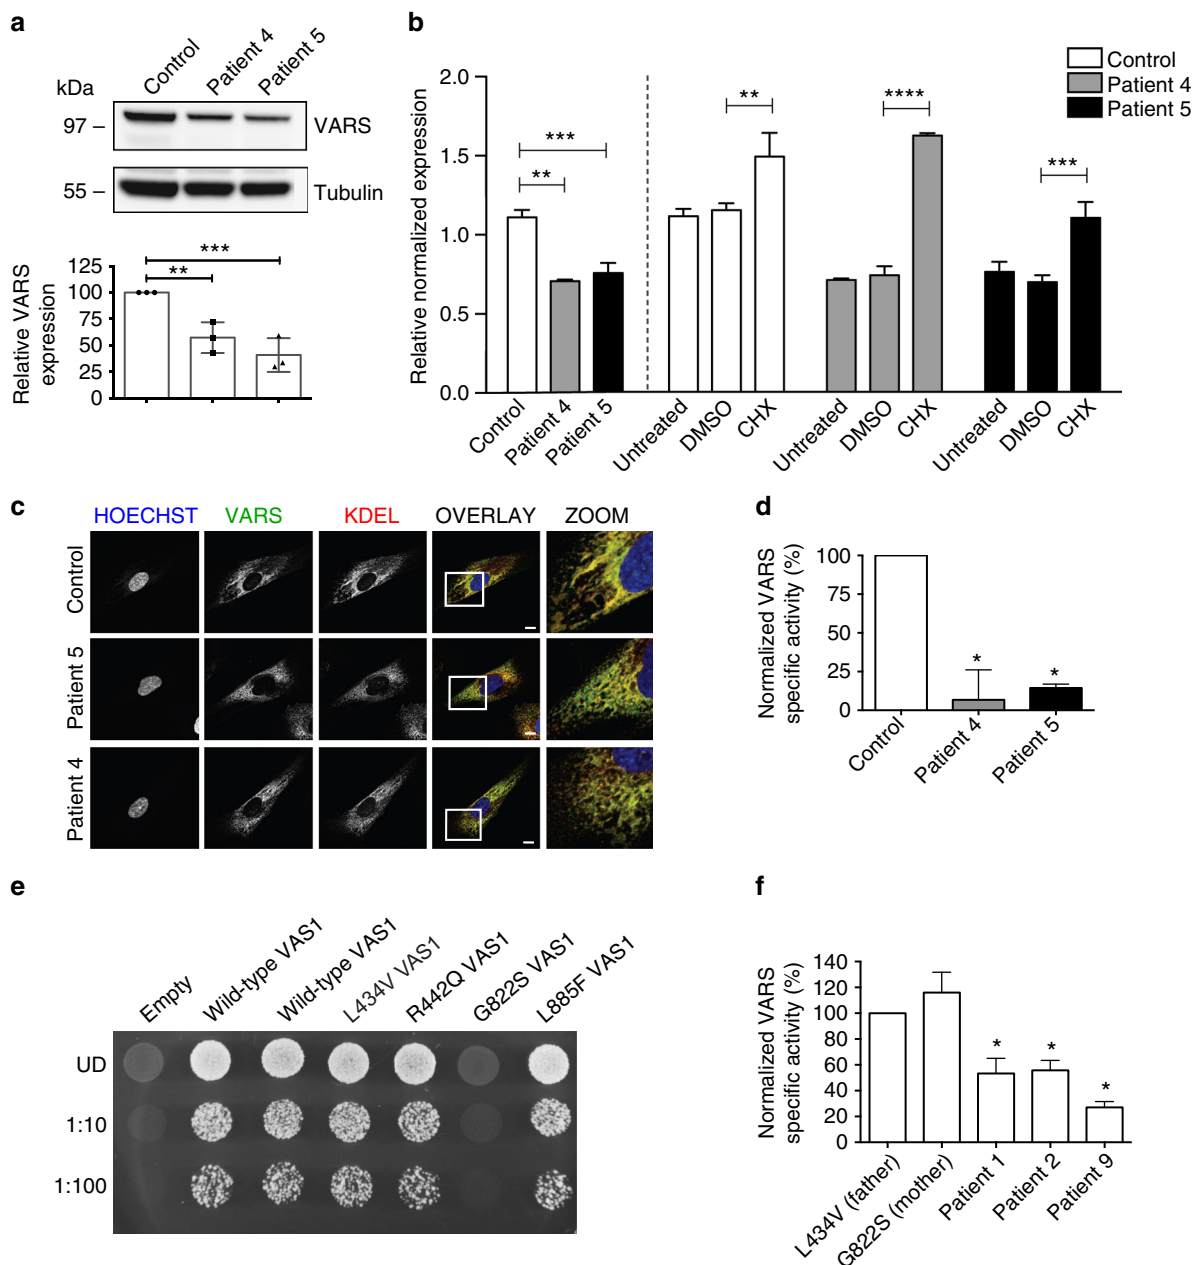 a
Control
Patient 4
Patient 5
kDa
97
VARS
55
Tubulin
Relative VARS
expression
125
100
75
50
25
0
**
***
b
Control
Patient 4
Patient 5
Relative normalized expression
2.0
1.5
1.0
0.5
0.0
***
**
**
****
***
Control
Patient 4
Patient 5
Untreated
DMSO
CHX
Untreated
DMSO
CHX
Untreated
DMSO
CHX
c
HOECHST
VARS
KDEL
OVERLAY
ZOOM
Control
Patient 5
Patient 4
d
Normalized VARS
specific activity (%)
100
75
50
25
0
*
*
Control
Patient 4
Patient 5
e
Empty
Wild-type VAS1
Wild-type VAS1
L434V VAS1
R442Q VAS1
G822S VAS1
L885F VAS1
UD
1:10
1:100
f
Normalized VARS
specific activity (%)
140
120
100
80
60
40
20
0
*
*
*
L434V (father)
G822S (mother)
Patient 1
Patient 2
Patient 9